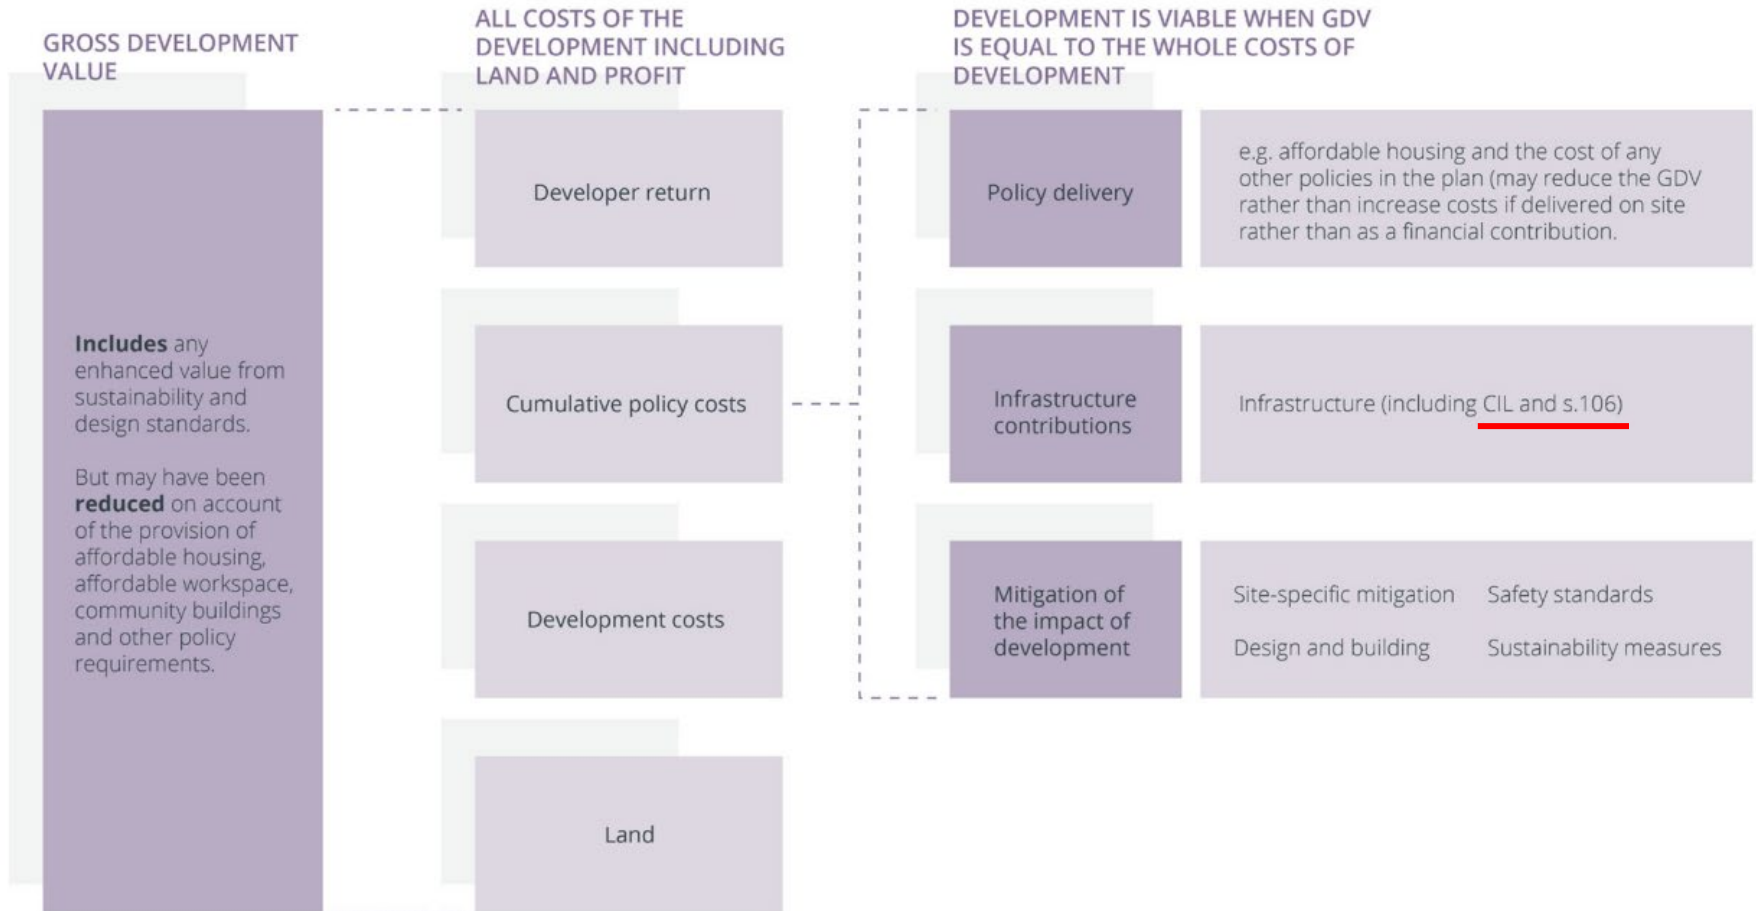 GROSS DEVELOPMENT
VALUE
Includes any
enhanced value from
sustainability and
design standards.
But may have been
reduced on account
of the provision of
affordable housing,
affordable workspace,
community buildings
and other policy
requirements.
ALL COSTS OF THE
DEVELOPMENT INCLUDING
LAND AND PROFIT
Developer return
Cumulative policy costs
Development costs
Land
DEVELOPMENT IS VIABLE WHEN GDV
IS EQUAL TO THE WHOLE COSTS OF
DEVELOPMENT
Policy delivery
e.g. affordable housing and the cost of any
other policies in the plan (may reduce the GDV
rather than increase costs if delivered on site
rather than as a financial contribution.
Infrastructure
contributions
Infrastructure (including CIL and s.106)
Mitigation of
the impact of
development
Site-specific mitigation
Safety standards
Design and building
Sustainability measures